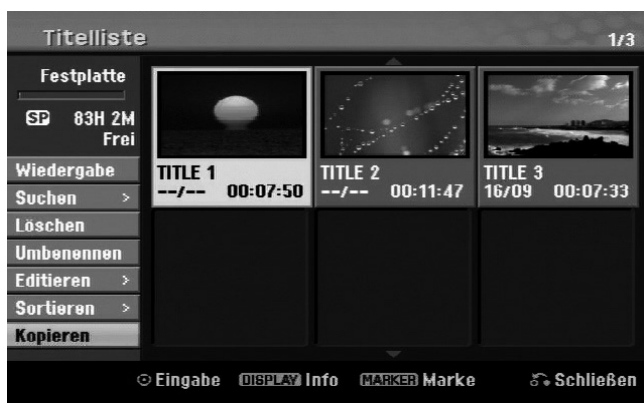 Titelliste
1/3
Festplatte
SP 83H 2M
Frei
Wiedergabe
Suchen >
Löschen
Umbenennen
Editieren >
Sortieren >
Kopieren
TITLE 1
--/-- 00:07:50
TITLE 2
--/-- 00:11:47
TITLE 3
16/09 00:07:33
Eingabe DISPLAY Info MARKER Marke Schließen